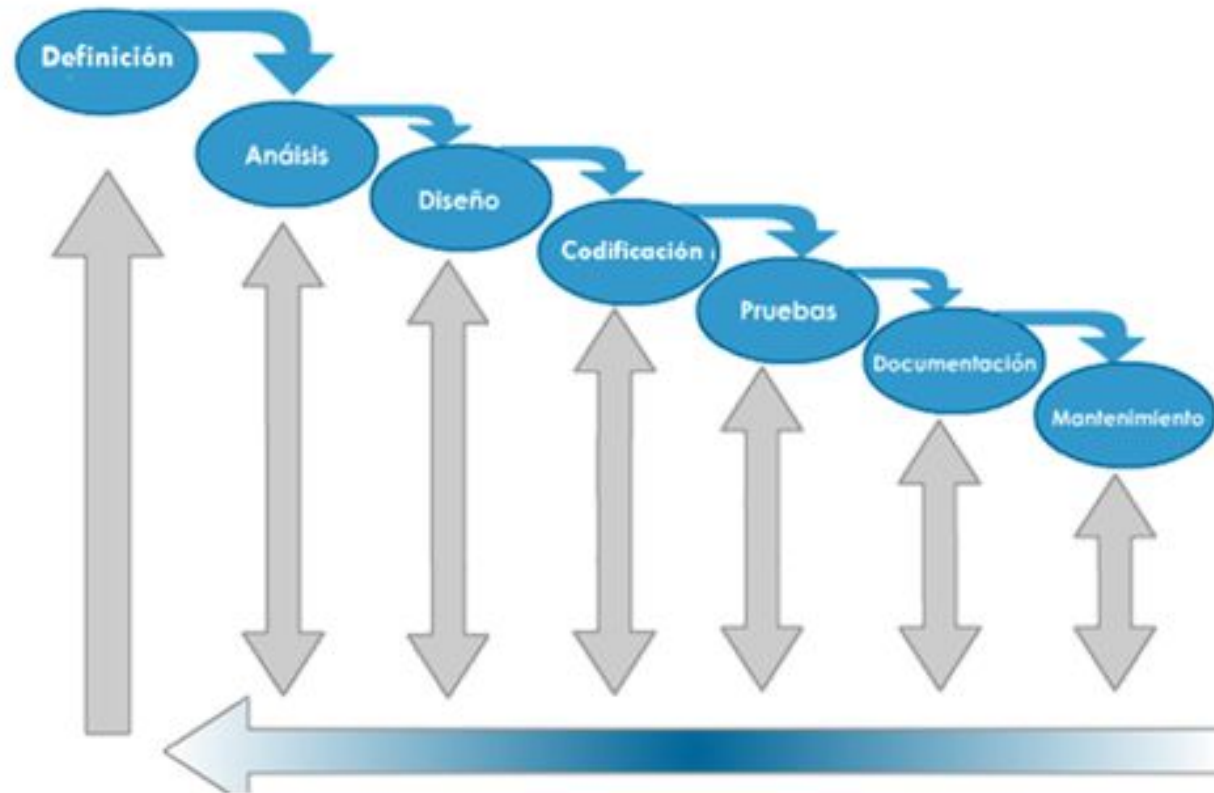 Definición
Anáisis
Diseño
Codificación
Pruebas
Documentación
Mantenimiento